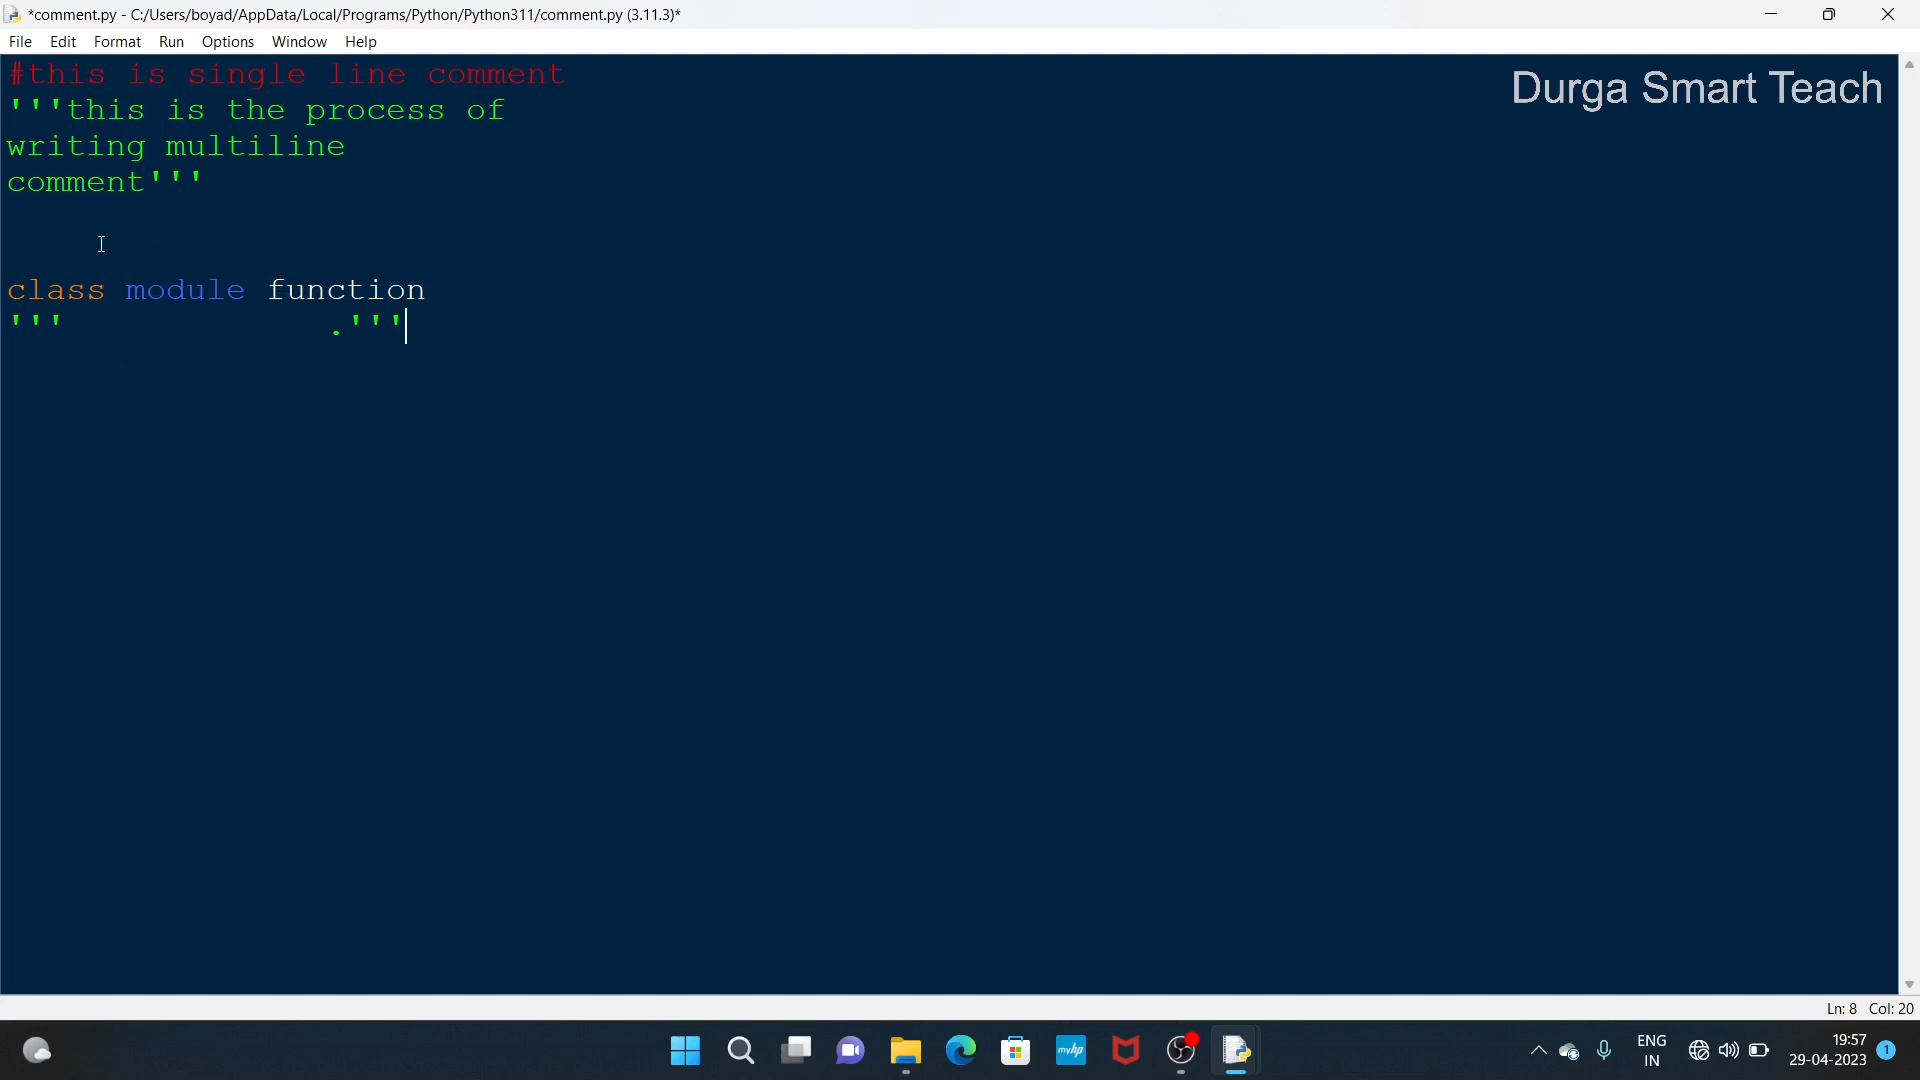 *comment.py - C:/Users/boyad/AppData/Local/Programs/Python/Python311/comment.py (3.11.3)*
File Edit Format Run Options Window Help
#this is single line comment
Durga Smart Teach
'''this is the process of
writing multiline
comment'''
class module function
''' .'''
Ln: 8 Col: 20
myhp
ENG
IN
19:57
29-04-2023
1